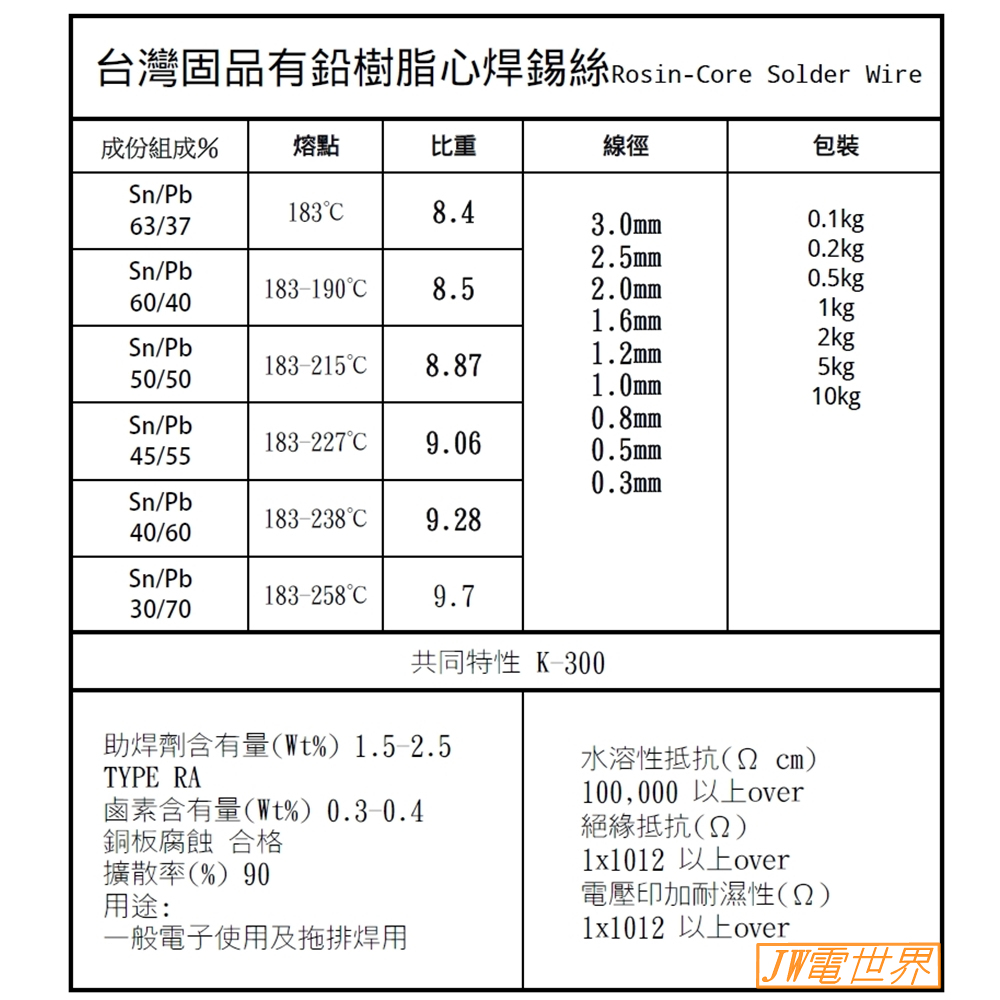 台灣固品有鉛樹脂心焊錫絲Rosin-Core Solder Wire
成份組成% 熔點 比重 線徑 包裝
Sn/Pb
63/37
183℃
8.4
Sn/Pb
60/40
183-190℃
8.5
Sn/Pb
50/50
183-215℃
8.87
Sn/Pb
45/55
183-227℃
9.06
Sn/Pb
40/60
183-238℃
9.28
Sn/Pb
30/70
183-258℃
9.7
3.0mm
2.5mm
2.0mm
1.6mm
1.2mm
1.0mm
0.8mm
0.5mm
0.3mm
0.1kg
0.2kg
0.5kg
1kg
2kg
5kg
10kg
共同特性 K-300
助焊劑含有量(Wt%) 1.5-2.5
TYPE RA
鹵素含有量(Wt%) 0.3-0.4
銅板腐蝕 合格
擴散率(%) 90
用途:
一般電子使用及拖排焊用
水溶性抵抗(Ω cm)
100,000 以上over
絕緣抵抗(Ω)
1x1012 以上over
電壓印加耐濕性(Ω)
1x1012 以上over
JW電世界